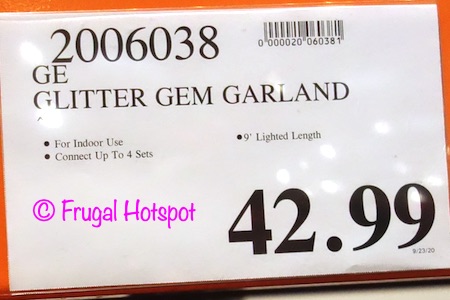 2006038
0 000020 060381
GE
GLITTER GEM GARLAND
^
• For Indoor Use
• Connect Up To 4 Sets
• 9' Lighted Length
© Frugal Hotspot
42.99
8/23/20